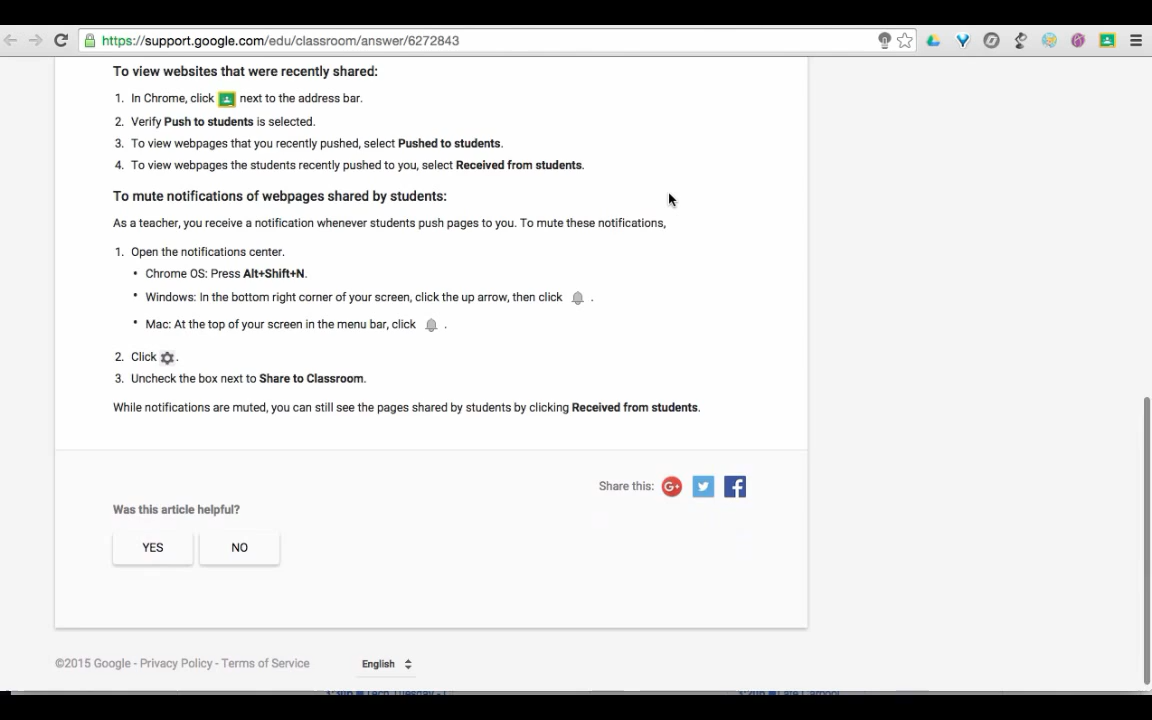 https://support.google.com/edu/classroom/answer/6272843
To view websites that were recently shared:
1. In Chrome, click next to the address bar.
2. Verify Push to students is selected.
3. To view webpages that you recently pushed, select Pushed to students.
4. To view webpages the students recently pushed to you, select Received from students.
To mute notifications of webpages shared by students:
As a teacher, you receive a notification whenever students push pages to you. To mute these notifications,
1. Open the notifications center.
• Chrome OS: Press Alt+Shift+N.
• Windows: In the bottom right corner of your screen, click the up arrow, then click .
• Mac: At the top of your screen in the menu bar, click .
2. Click .
3. Uncheck the box next to Share to Classroom.
While notifications are muted, you can still see the pages shared by students by clicking Received from students.
Share this: G+
Was this article helpful?
YES NO
©2015 Google - Privacy Policy - Terms of Service English